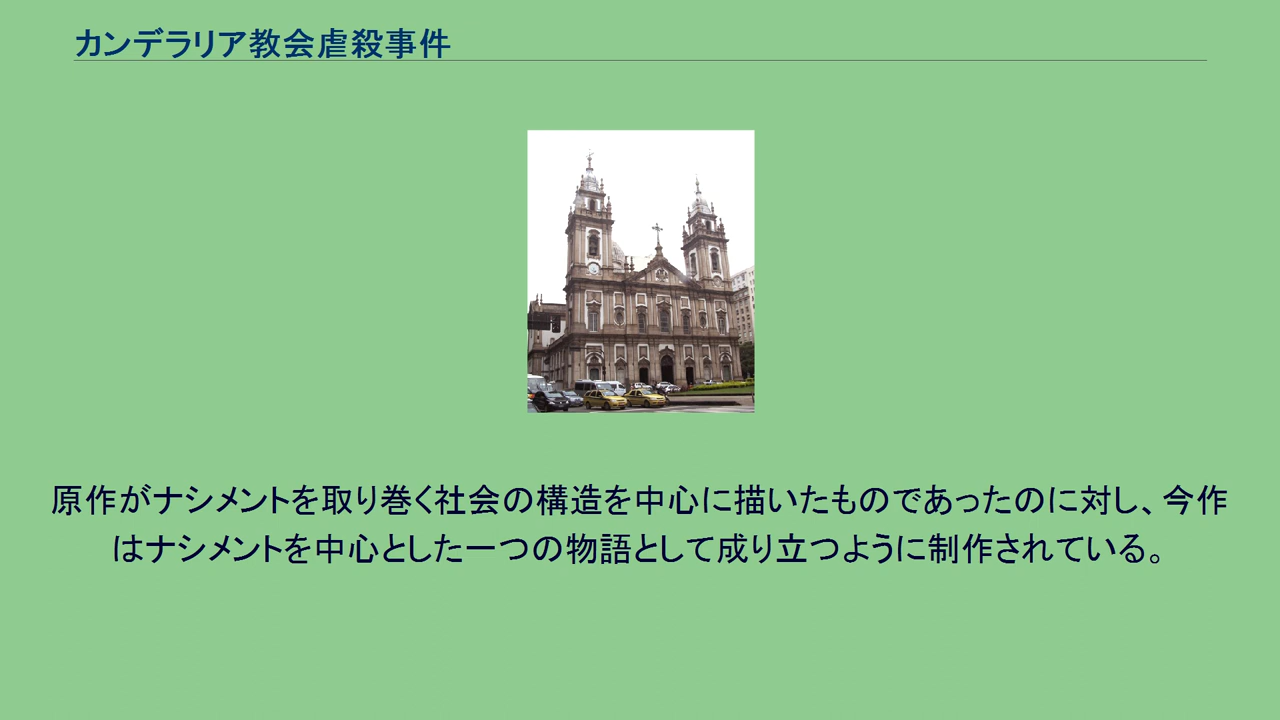 カンデラリア教会虐殺事件
原作がナシメントを取り巻く社会の構造を中心に描いたものであったのに対し、今作
はナシメントを中心とした一つの物語として成り立つように制作されている。